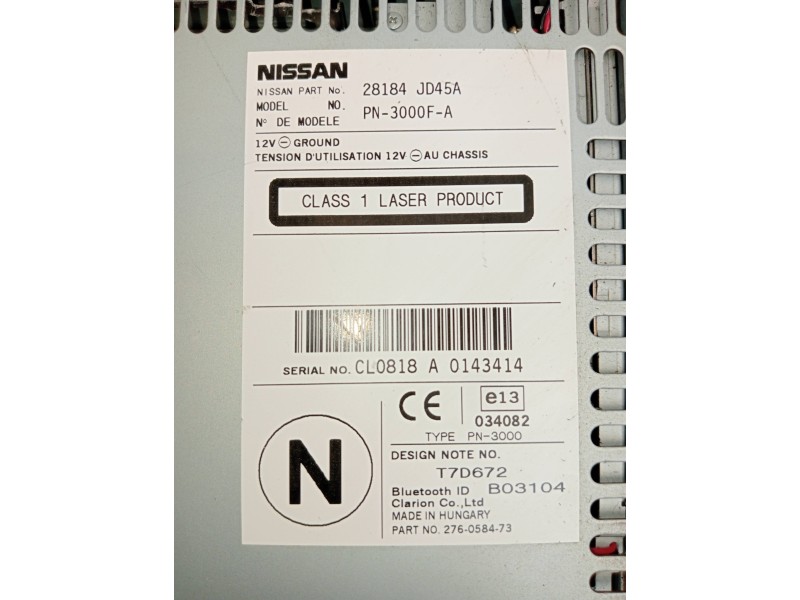 NISSAN
NISSAN PART No. 28184 JD45A
MODEL NO. PN-3000F-A
N° DE MODELE
12V ⊖ GROUND
TENSION D'UTILISATION 12V ⊖ AU CHASSIS
CLASS 1 LASER PRODUCT
SERIAL NO. CL0818 A 0143414
CE e13
034082
TYPE PN-3000
N
DESIGN NOTE NO.
T7D672
Bluetooth ID B03104
Clarion Co.,Ltd
MADE IN HUNGARY
PART NO. 276-0584-73